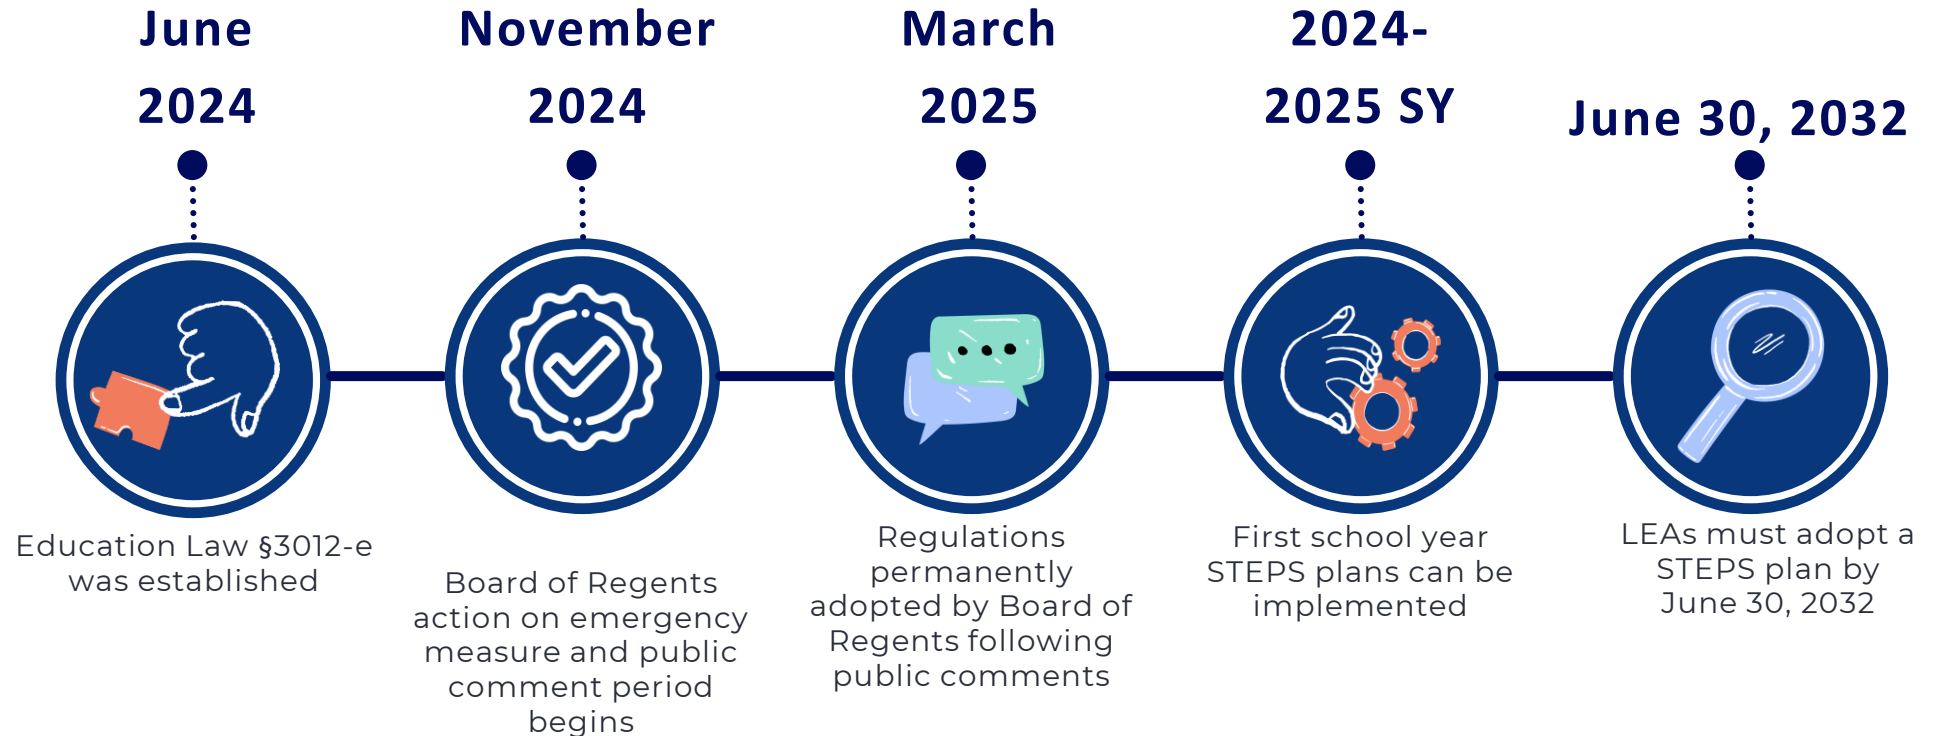 June
2024
Education Law §3012-e
was established
November
2024
Board of Regents
action on emergency
measure and public
comment period
begins
March
2025
Regulations
permanently
adopted by Board of
Regents following
public comments
2024-
2025 SY
First school year
STEPS plans can be
implemented
June 30, 2032
LEAs must adopt a
STEPS plan by
June 30, 2032